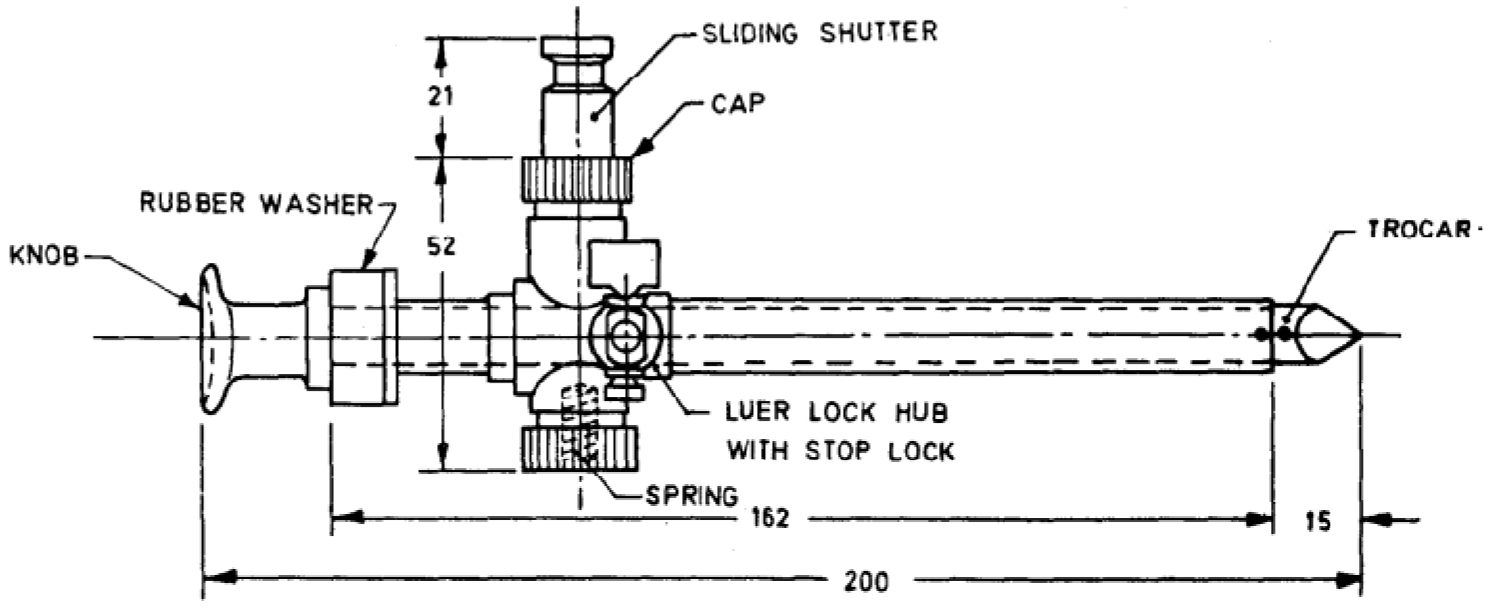 SLIDING SHUTTER
21
CAP
RUBBER WASHER
52
KNOB
TROCAR
LUER LOCK HUB
WITH STOP LOCK
SPRING
162
15
200